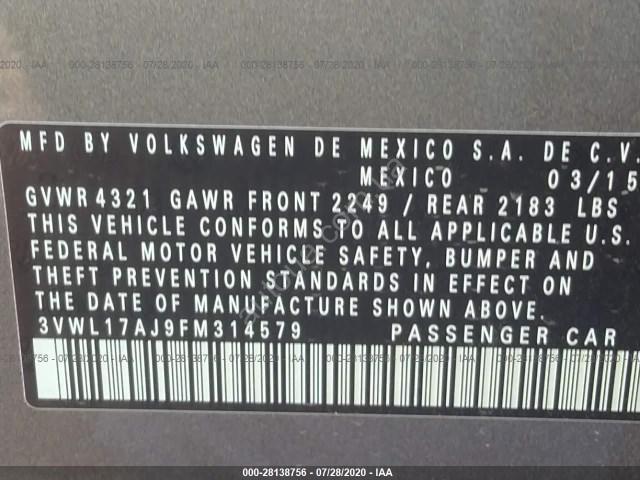 MFD BY VOLKSWAGEN DE MEXICO S.A. DE C.V.
MEXICO 03/15
GVWR 4321 GAWR FRONT 2249 / REAR 2183 LBS
THIS VEHICLE CONFORMS TO ALL APPLICABLE U.S.
FEDERAL MOTOR VEHICLE SAFETY, BUMPER AND
THEFT PREVENTION STANDARDS IN EFFECT ON
THE DATE OF MANUFACTURE SHOWN ABOVE.
3VWL17AJ9FM314579 PASSENGER CAR
000-28138756 - 07/28/2020 - IAA